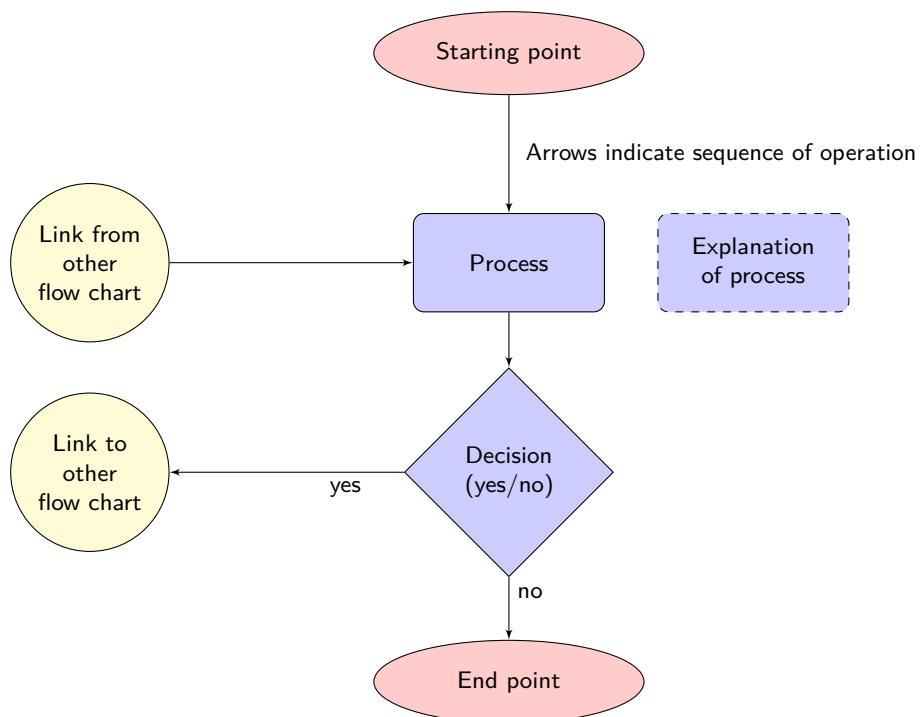 Starting point
Arrows indicate sequence of operation
Link from
other
flow chart
Process
Explanation
of process
Link to
other
flow chart
yes
Decision
(yes/no)
no
End point